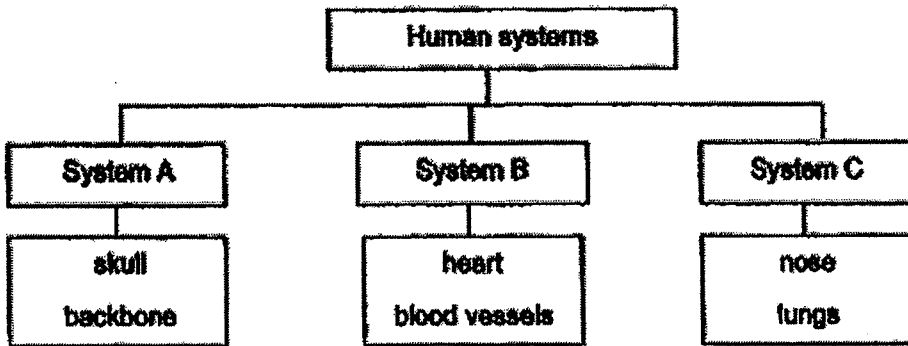 Human systems
System A
System B
System C
skull
backbone
heart
blood vessels
nose
lungs